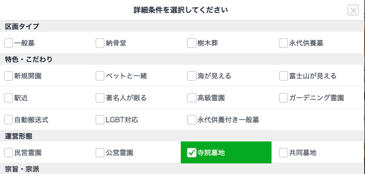 詳細条件を選択してください
区画タイプ
一般墓 納骨堂 樹木葬 永代供養墓
特色・こだわり
新規開園 ペットと一緒 海が見える 富士山が見える
駅近 著名人が眠る 高級霊園 ガーデニング霊園
自動搬送式 LGBT対応 永代供養付き一般墓
運営形態
民営霊園 公営霊園 寺院墓地 共同墓地
宗旨・宗派